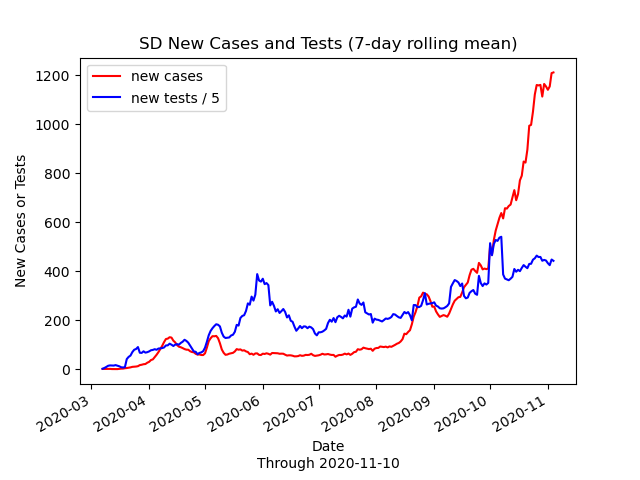 SD New Cases and Tests (7-day rolling mean)
new cases
new tests / 5
1200
1000
800
600
400
200
0
New Cases or Tests
2020-03
2020-04
2020-05
2020-06
2020-07
2020-08
2020-09
2020-10
2020-11
Date
Through 2020-11-10